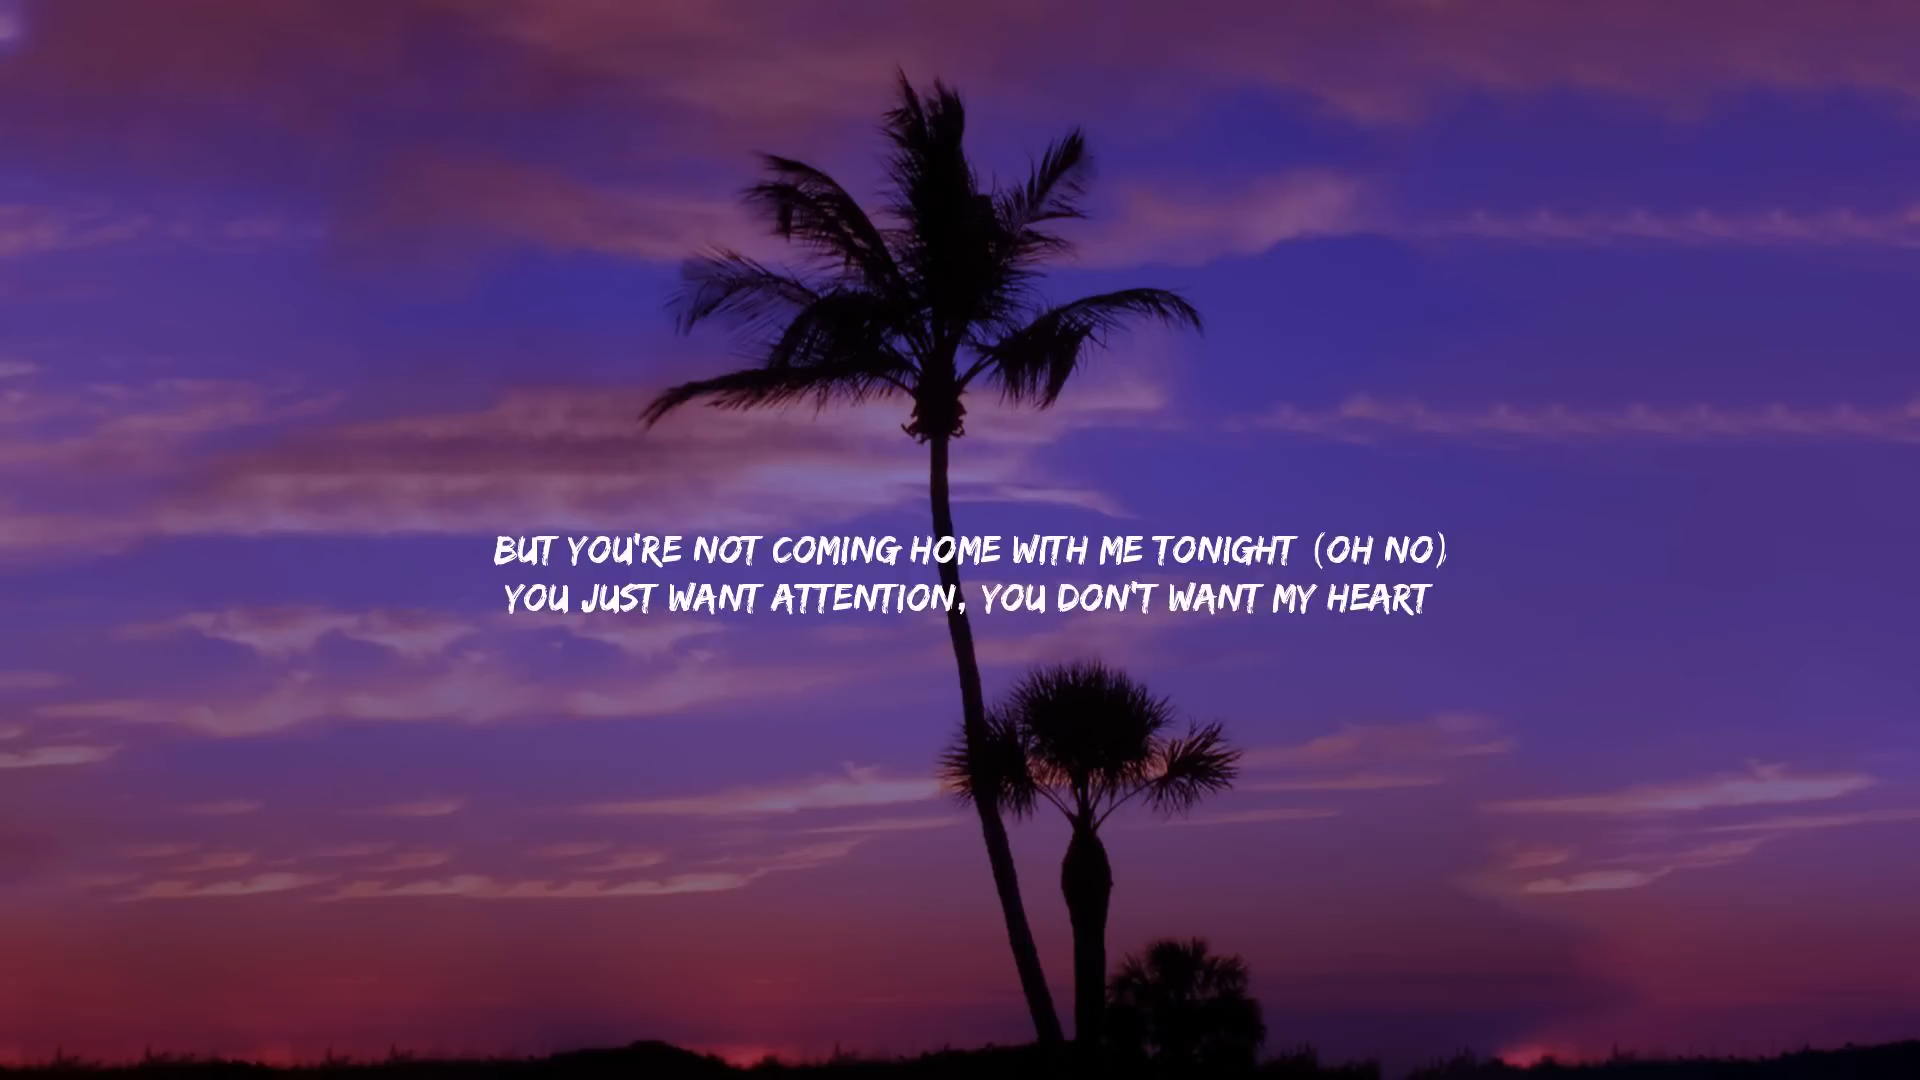 BUT YOU'RE NOT COMING HOME WITH ME TONIGHT (OH NO)
YOU JUST WANT ATTENTION, YOU DON'T WANT MY HEART